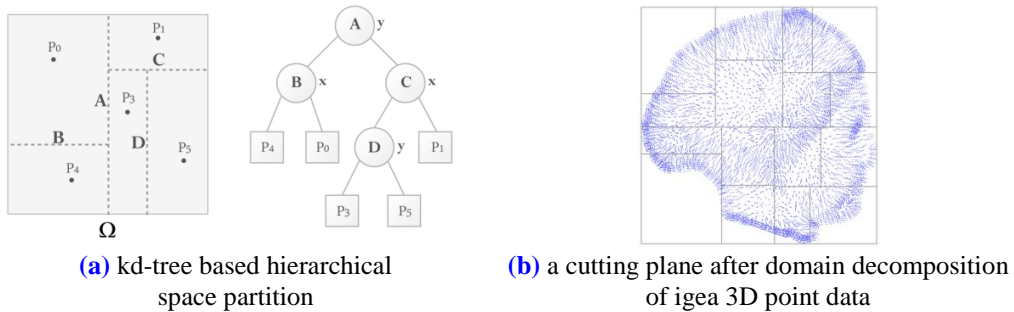 P0
P1
C
A
P3
B
D
P5
P4
Ω
A y
B x
C x
P4
P0
D y
P1
P3
P5
(a) kd-tree based hierarchical
space partition
(b) a cutting plane after domain decomposition
of igea 3D point data